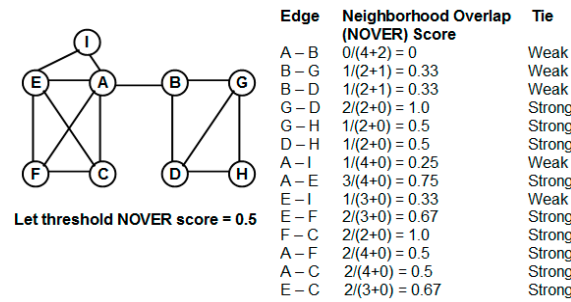 Edge Neighborhood Overlap Tie
(NOVER) Score
A – B 0/(4+2) = 0 Weak
B – G 1/(2+1) = 0.33 Weak
B – D 1/(2+1) = 0.33 Weak
G – D 2/(2+0) = 1.0 Strong
G – H 1/(2+0) = 0.5 Strong
D – H 1/(2+0) = 0.5 Strong
A – I 1/(4+0) = 0.25 Weak
A – E 3/(4+0) = 0.75 Strong
E – I 1/(3+0) = 0.33 Weak
E – F 2/(3+0) = 0.67 Strong
F – C 2/(2+0) = 1.0 Strong
A – F 2/(4+0) = 0.5 Strong
A – C 2/(4+0) = 0.5 Strong
E – C 2/(3+0) = 0.67 Strong
I
E A B G
F C D H
Let threshold NOVER score = 0.5